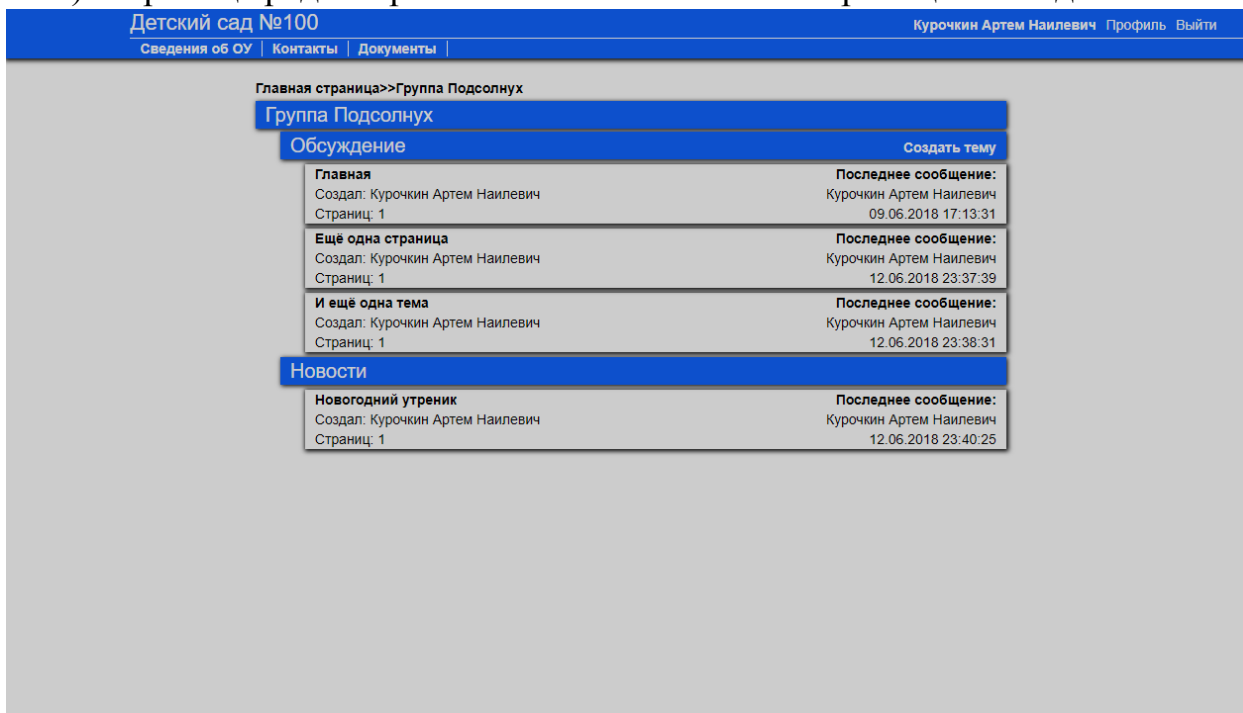 Детский сад №100
Курочкин Артем Наилевич Профиль Выйти
Сведения об ОУ | Контакты | Документы |
Главная страница>>Группа Подсолнух
Группа Подсолнух
Обсуждение Создать тему
Главная Последнее сообщение:
Создал: Курочкин Артем Наилевич Курочкин Артем Наилевич
Страниц: 1 09.06.2018 17:13:31
Ещё одна страница Последнее сообщение:
Создал: Курочкин Артем Наилевич Курочкин Артем Наилевич
Страниц: 1 12.06.2018 23:37:39
И ещё одна тема Последнее сообщение:
Создал: Курочкин Артем Наилевич Курочкин Артем Наилевич
Страниц: 1 12.06.2018 23:38:31
Новости
Новогодний утреник Последнее сообщение:
Создал: Курочкин Артем Наилевич Курочкин Артем Наилевич
Страниц: 1 12.06.2018 23:40:25